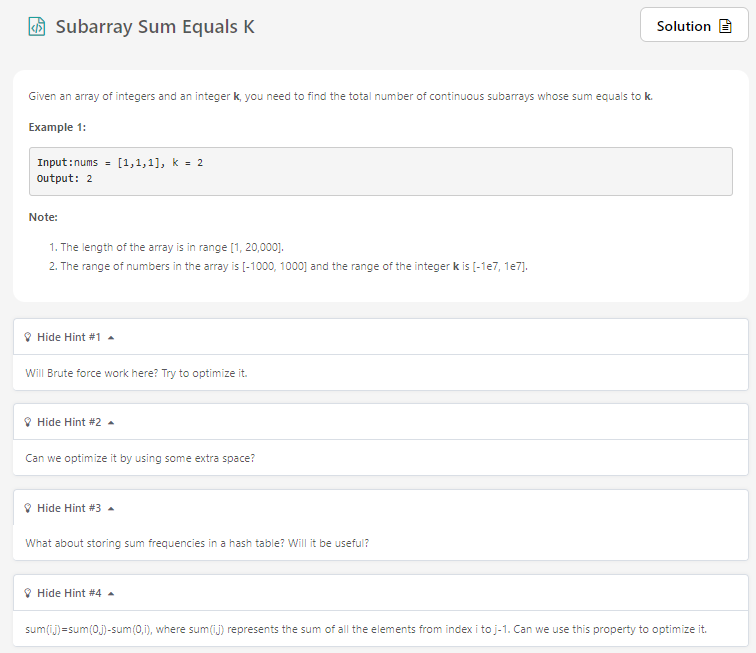 Subarray Sum Equals K
Solution
Given an array of integers and an integer k, you need to find the total number of continuous subarrays whose sum equals to k.
Example 1:
Input:nums = [1,1,1], k = 2
Output: 2
Note:
1. The length of the array is in range [1, 20,000].
2. The range of numbers in the array is [-1000, 1000] and the range of the integer k is [-1e7, 1e7].
Hide Hint #1
Will Brute force work here? Try to optimize it.
Hide Hint #2
Can we optimize it by using some extra space?
Hide Hint #3
What about storing sum frequencies in a hash table? Will it be useful?
Hide Hint #4
sum(i,j)=sum(0,j)-sum(0,i), where sum(i,j) represents the sum of all the elements from index i to j-1. Can we use this property to optimize it.